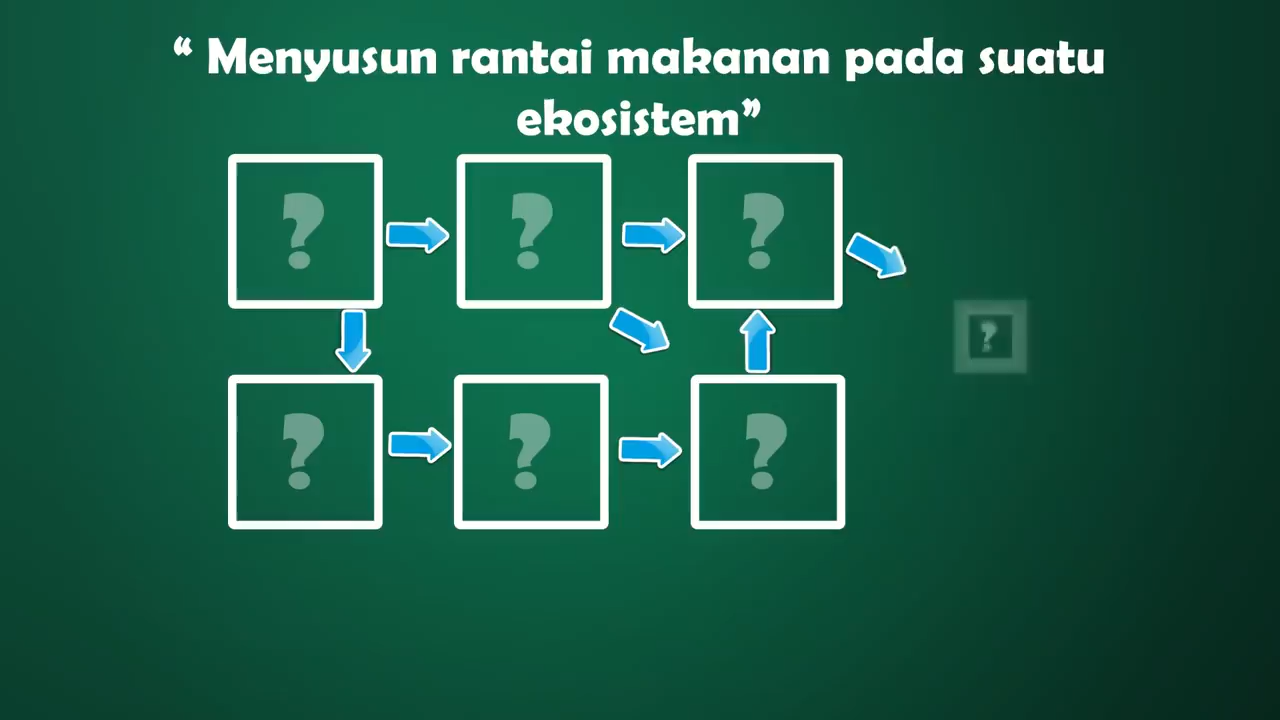 “ Menyusun rantai makanan pada suatu
ekosistem”
? ? ?
?
? ? ?